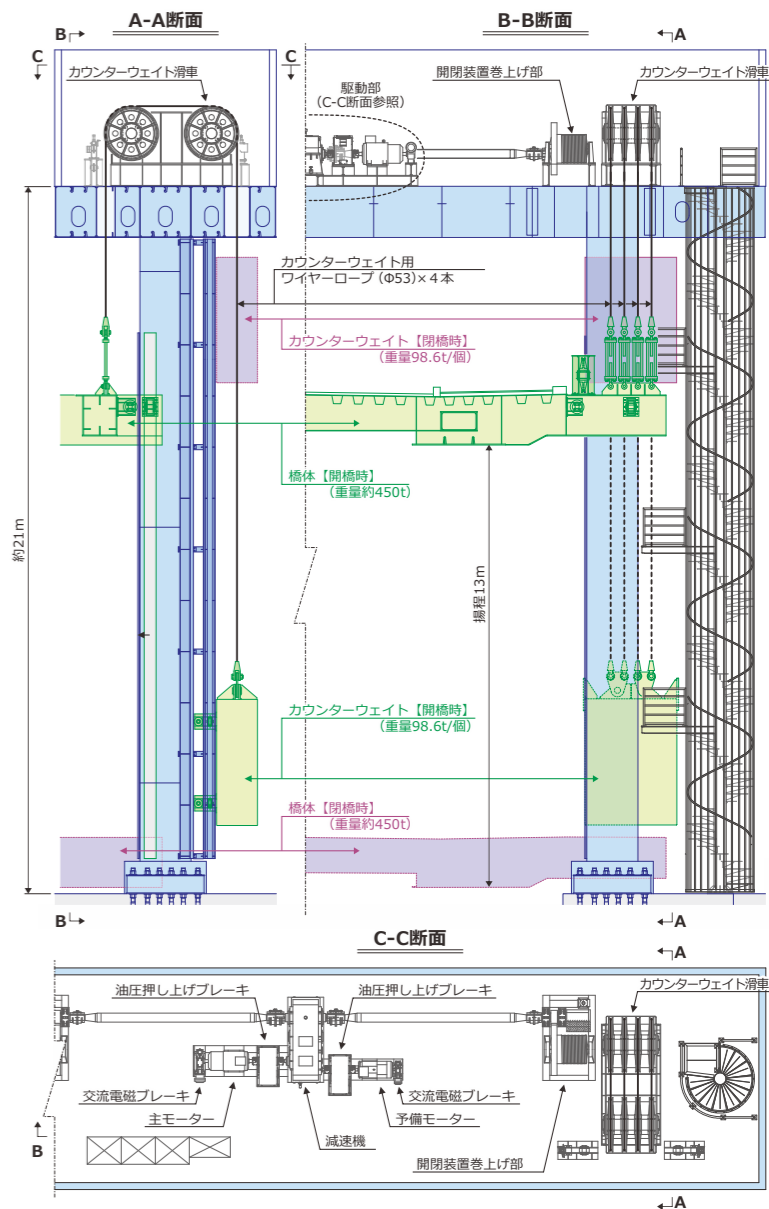 A-A断面
B-B断面
B
A
C
C
カウンターウェイト滑車
駆動部
(C-C断面参照)
開閉装置巻上げ部
カウンターウェイト滑車
カウンターウェイト用
ワイヤーロープ(Φ53)×4本
カウンターウェイト【閉橋時】
(重量98.6t/個)
橋体【開橋時】
(重量約450t)
約21m
揚程13m
カウンターウェイト【開橋時】
(重量98.6t/個)
橋体【閉橋時】
(重量約450t)
B
A
C-C断面
A
油圧押し上げブレーキ
油圧押し上げブレーキ
カウンターウェイト滑車
交流電磁ブレーキ
交流電磁ブレーキ
主モーター
予備モーター
減速機
開閉装置巻上げ部
B
A